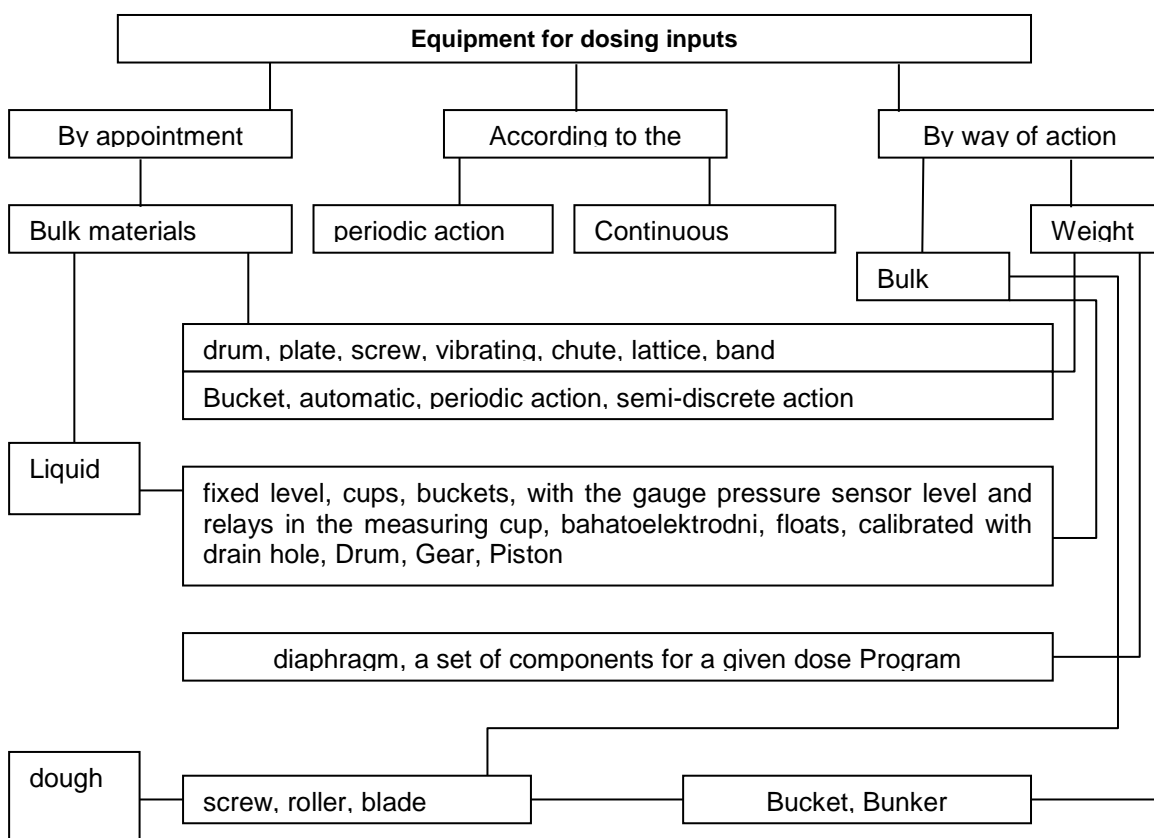 Equipment for dosing inputs
By appointment
According to the
By way of action
Bulk materials
periodic action
Continuous
Weight
Bulk
drum, plate, screw, vibrating, chute, lattice, band
Bucket, automatic, periodic action, semi-discrete action
Liquid
fixed level, cups, buckets, with the gauge pressure sensor level and
relays in the measuring cup, bahatoelektrodni, floats, calibrated with
drain hole, Drum, Gear, Piston
diaphragm, a set of components for a given dose Program
dough
screw, roller, blade
Bucket, Bunker